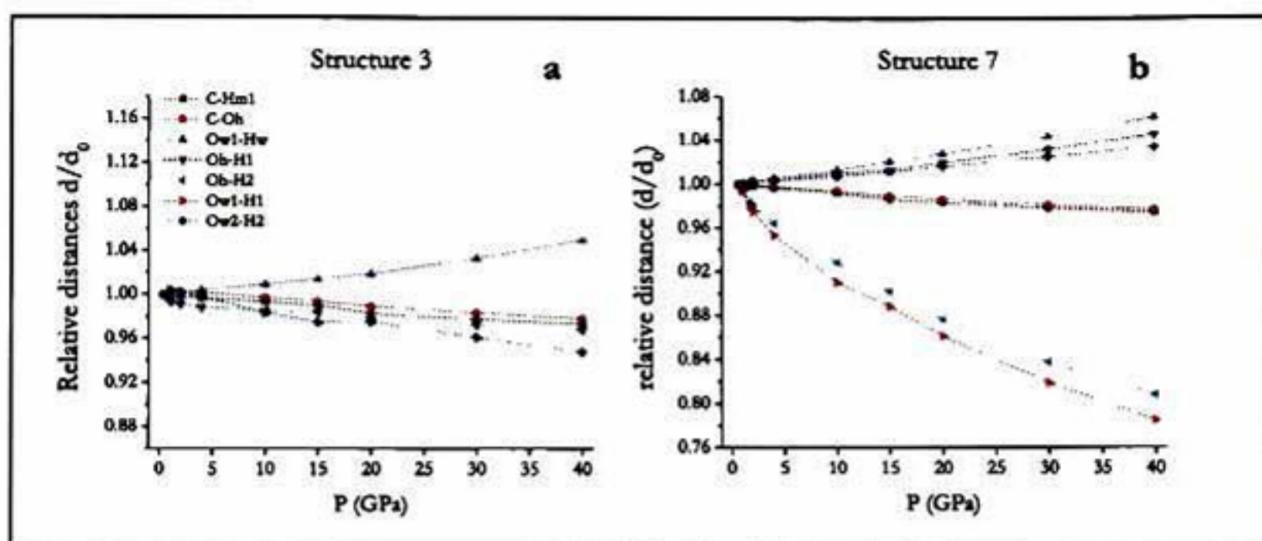 Structure 3
a
Relative distances d/d0
1.16
1.12
1.08
1.04
1.00
0.96
0.92
0.88
C-Hm1
C-Oh
Ow1-Hw
Oh-H1
Oh-H2
Ow1-H1
Ow2-H2
0 5 10 15 20 25 30 35 40
P (GPa)
Structure 7
b
relative distance (d/d0)
1.08
1.04
1.00
0.96
0.92
0.88
0.84
0.80
0.76
0 5 10 15 20 25 30 35 40
P (GPa)